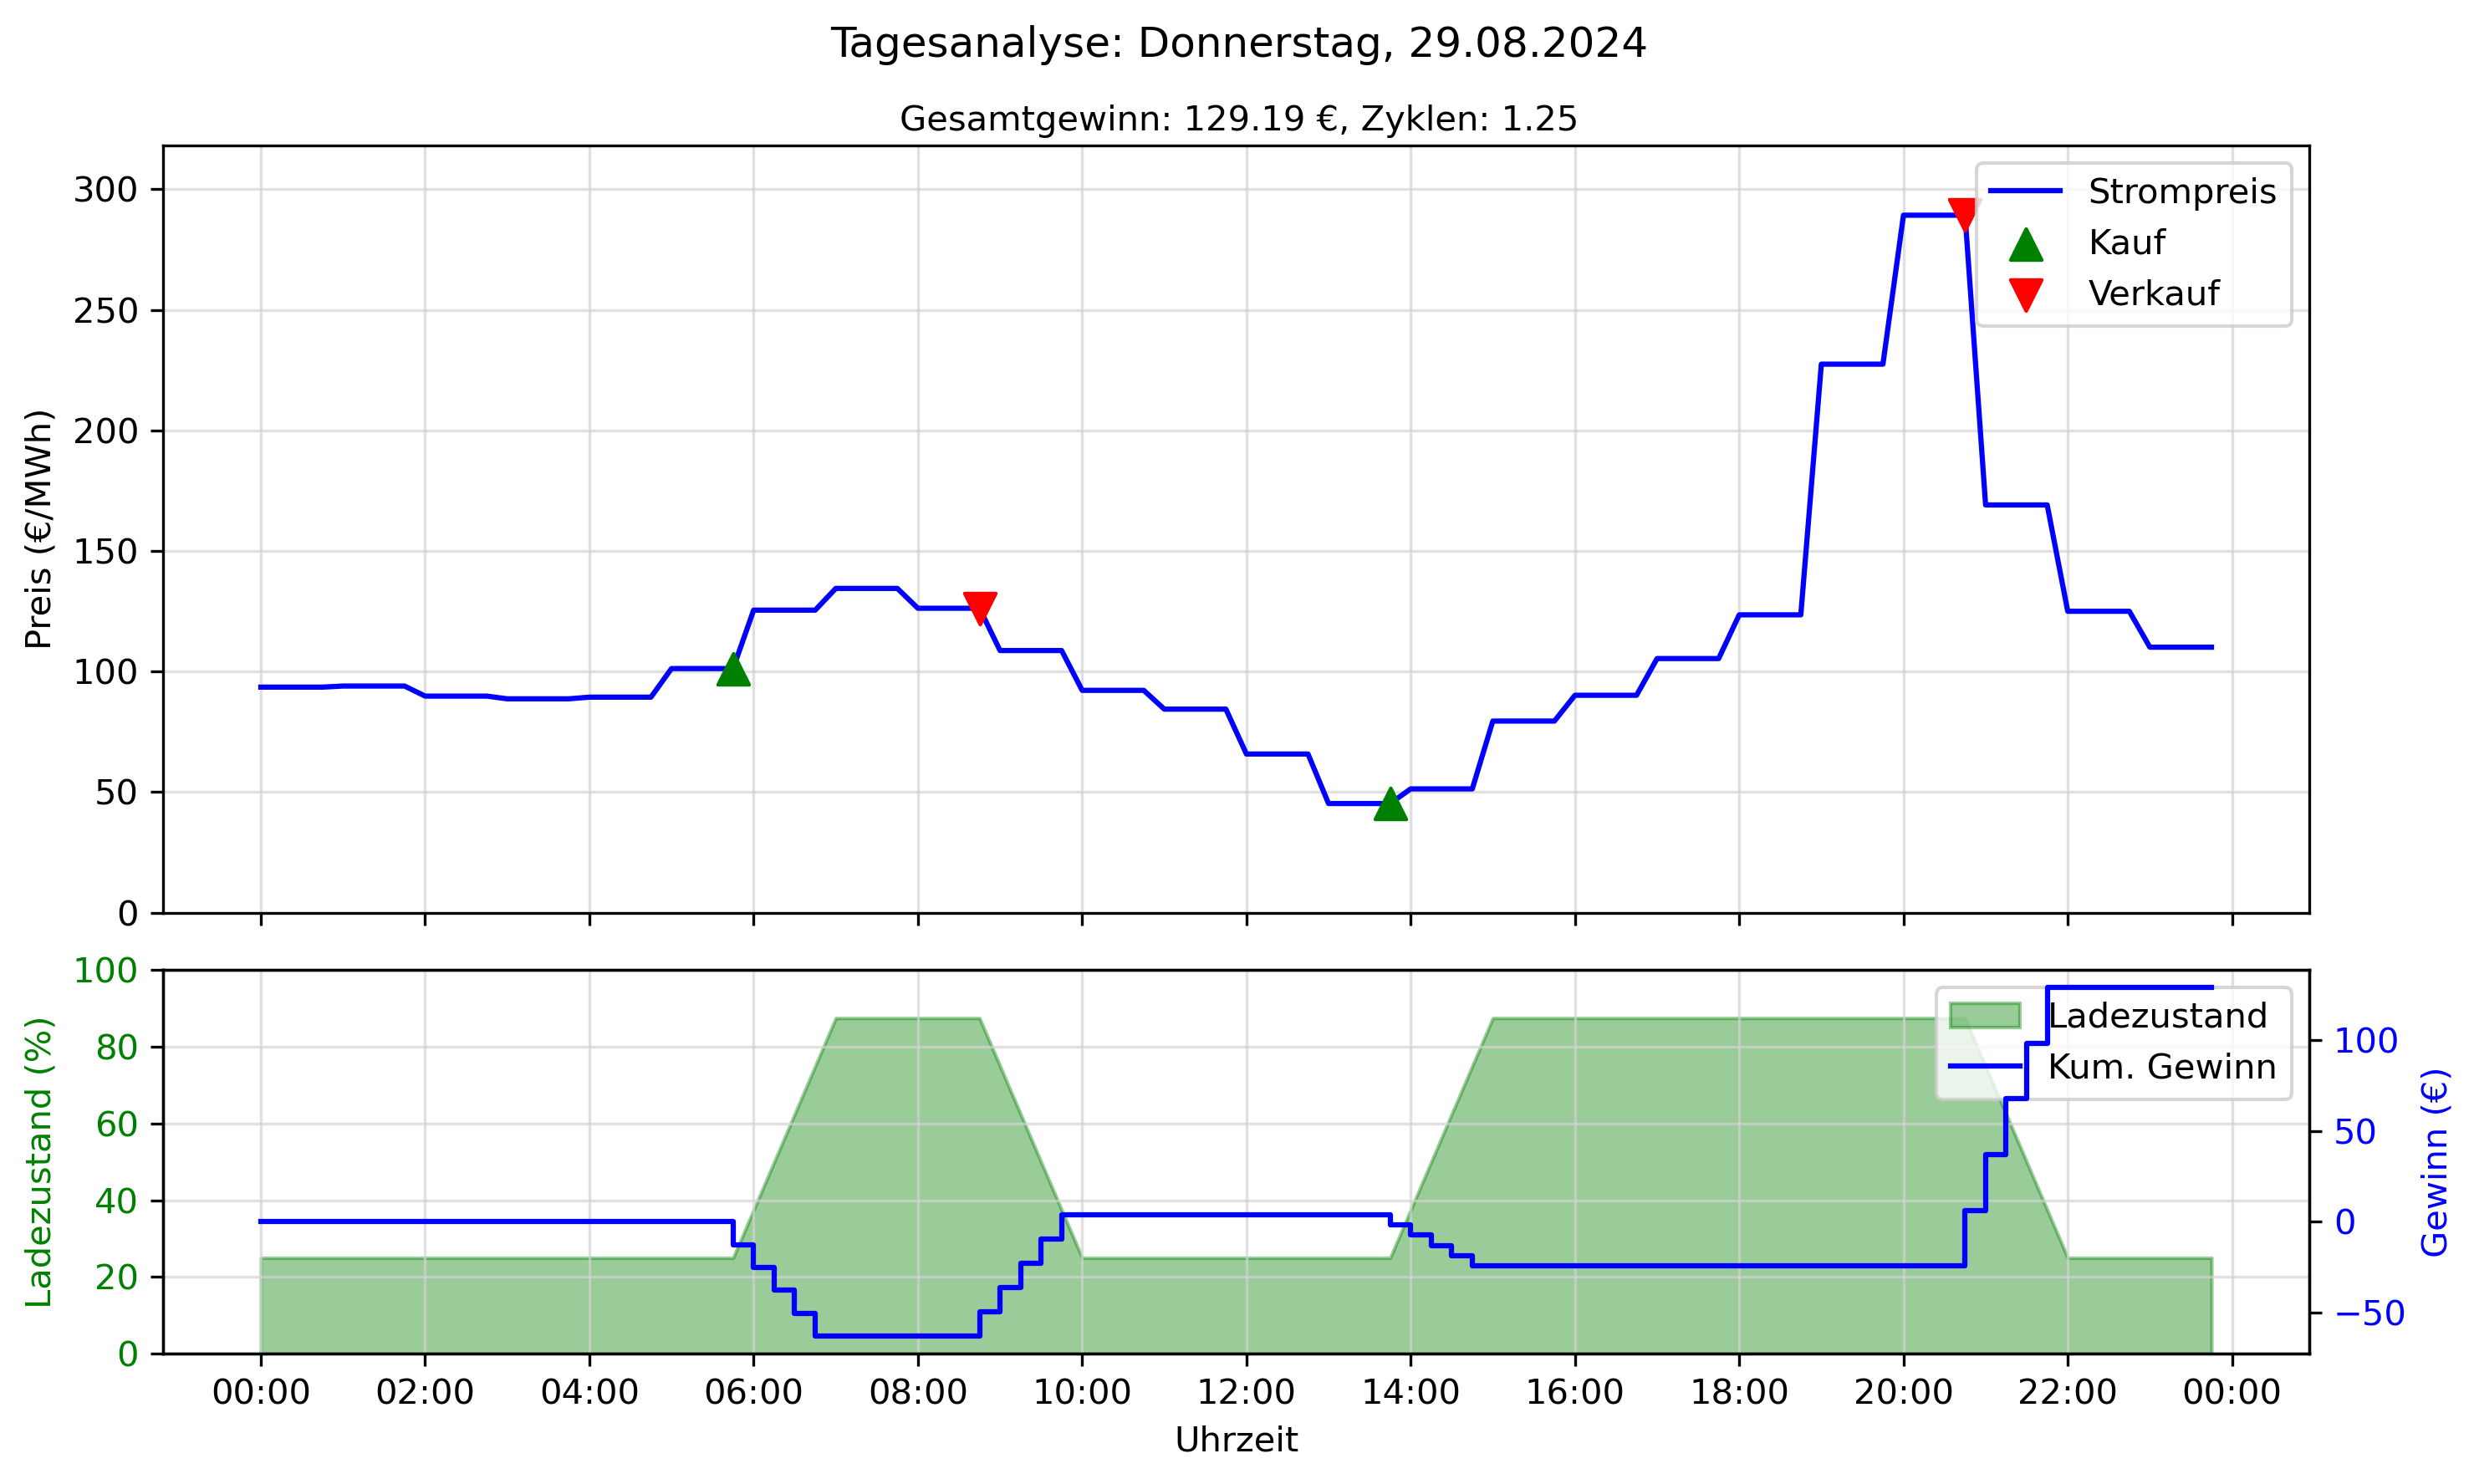 Tagesanalyse: Donnerstag, 29.08.2024
Gesamtgewinn: 129.19 €, Zyklen: 1.25
Preis (€/MWh)
300
250
200
150
100
50
0
Strompreis
Kauf
Verkauf
Ladezustand (%)
100
80
60
40
20
0
Ladezustand
Kum. Gewinn
100
50
0
−50
Gewinn (€)
00:00 02:00 04:00 06:00 08:00 10:00 12:00 14:00 16:00 18:00 20:00 22:00 00:00
Uhrzeit